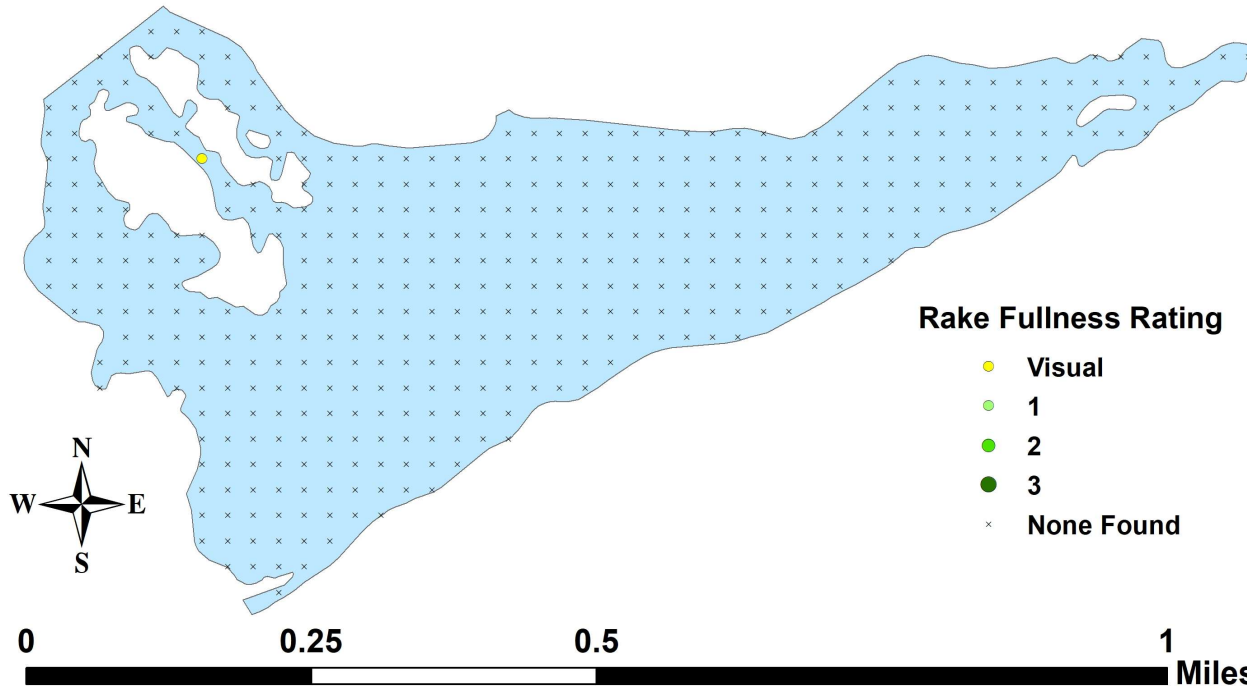 Rake Fullness Rating
Visual
1
2
3
None Found
N
W E
S
0 0.25 0.5 1
Miles